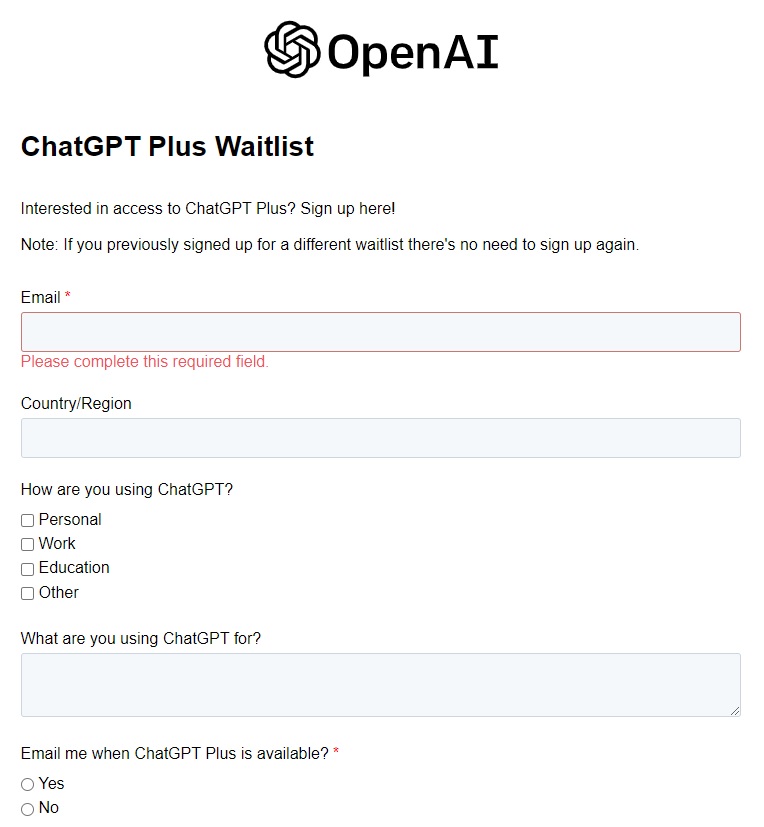 OpenAI
ChatGPT Plus Waitlist
Interested in access to ChatGPT Plus? Sign up here!
Note: If you previously signed up for a different waitlist there's no need to sign up again.
Email *
Please complete this required field.
Country/Region
How are you using ChatGPT?
Personal
Work
Education
Other
What are you using ChatGPT for?
Email me when ChatGPT Plus is available? *
Yes
No